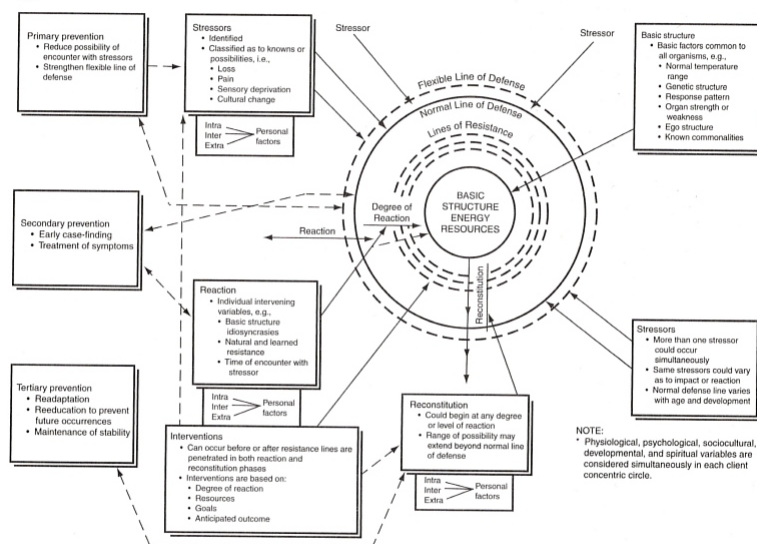 Primary prevention
• Reduce possibility of
encounter with stressors
• Strengthen flexible line of
defense
Stressors
• Identified
• Classified as to knowns or
possibilities, i.e.,
• Loss
• Pain
• Sensory deprivation
• Cultural change
Intra
Inter
Extra
Personal
factors
Stressor
Stressor
Basic structure
• Basic factors common to
all organisms, e.g.,
• Normal temperature
range
• Genetic structure
• Response pattern
• Organ strength or
weakness
• Ego structure
• Known commonalities
Flexible Line of Defense
Normal Line of Defense
Lines of Resistance
BASIC
STRUCTURE
ENERGY
RESOURCES
Degree of
Reaction
Reaction
Reconstitution
Secondary prevention
• Early case-finding
• Treatment of symptoms
Reaction
• Individual intervening
variables, e.g.,
• Basic structure
idiosyncrasies
• Natural and learned
resistance
• Time of encounter with
stressor
Intra
Inter
Extra
Personal
factors
Stressors
• More than one stressor
could occur
simultaneously
• Same stressors could vary
as to impact or reaction
• Normal defense line varies
with age and development
Tertiary prevention
• Readaptation
• Reeducation to prevent
future occurrences
• Maintenance of stability
Interventions
• Can occur before or after resistance lines are
penetrated in both reaction and
reconstitution phases
• Interventions are based on:
• Degree of reaction
• Resources
• Goals
• Anticipated outcome
Reconstitution
• Could begin at any degree
or level of reaction
• Range of possibility may
extend beyond normal line
of defense
Intra
Inter
Extra
Personal
factors
NOTE:
* Physiological, psychological, sociocultural,
developmental, and spiritual variables are
considered simultaneously in each client
concentric circle.